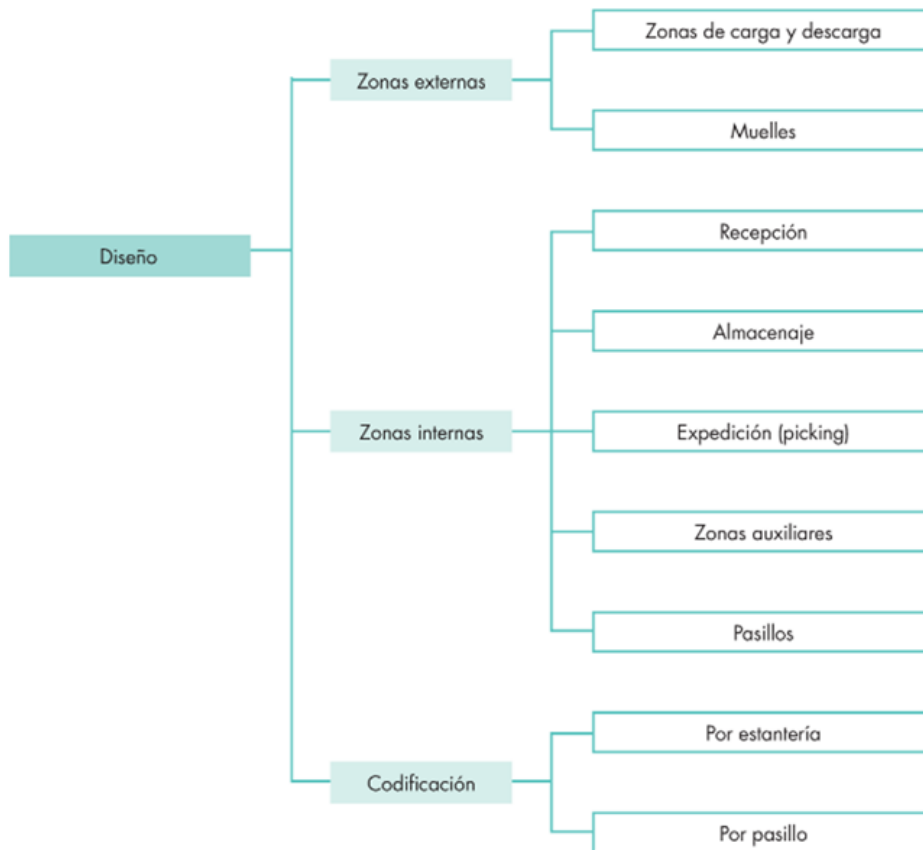 Diseño
Zonas externas
Zonas de carga y descarga
Muelles
Zonas internas
Recepción
Almacenaje
Expedición (picking)
Zonas auxiliares
Pasillos
Codificación
Por estantería
Por pasillo